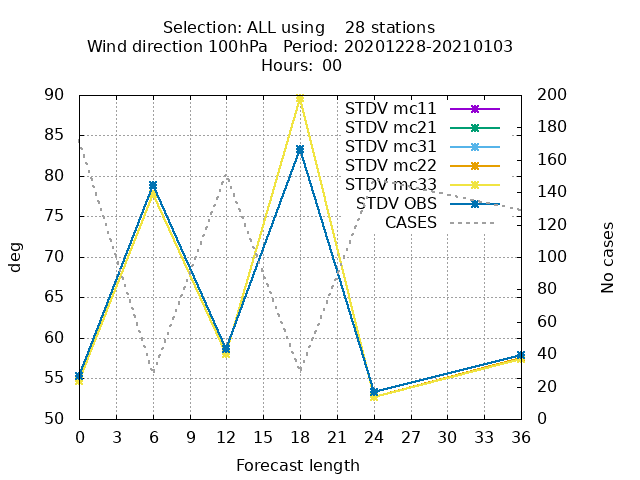 Selection: ALL using    28 stations
Wind direction 100hPa   Period: 20201228-20210103
Hours: 00
90
85
80
75
70
65
60
55
50
200
180
160
140
120
100
80
60
40
20
0
STDV mc11
STDV mc21
STDV mc31
STDV mc22
STDV mc33
STDV OBS
CASES
deg
No cases
0 3 6 9 12 15 18 21 24 27 30 33 36
Forecast length